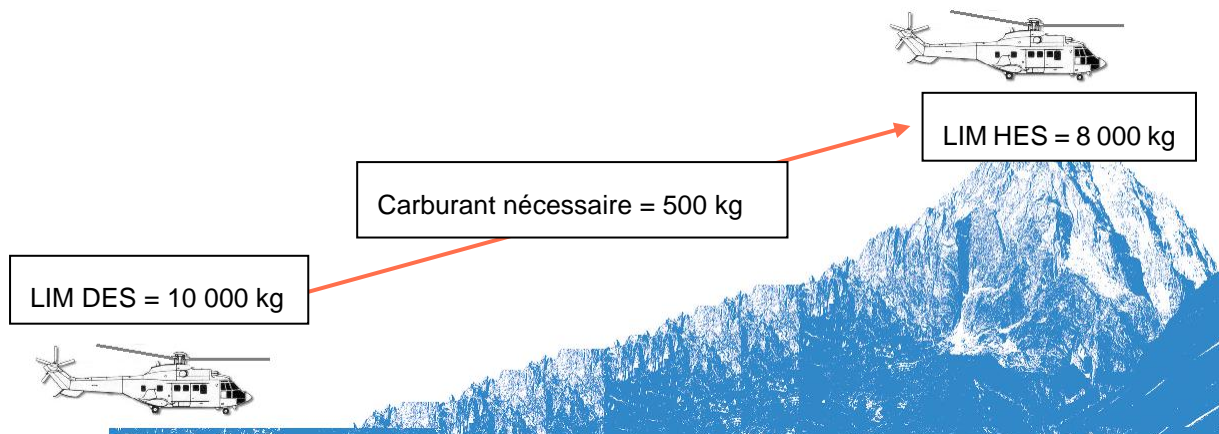 LIM HES = 8 000 kg
Carburant nécessaire = 500 kg
LIM DES = 10 000 kg